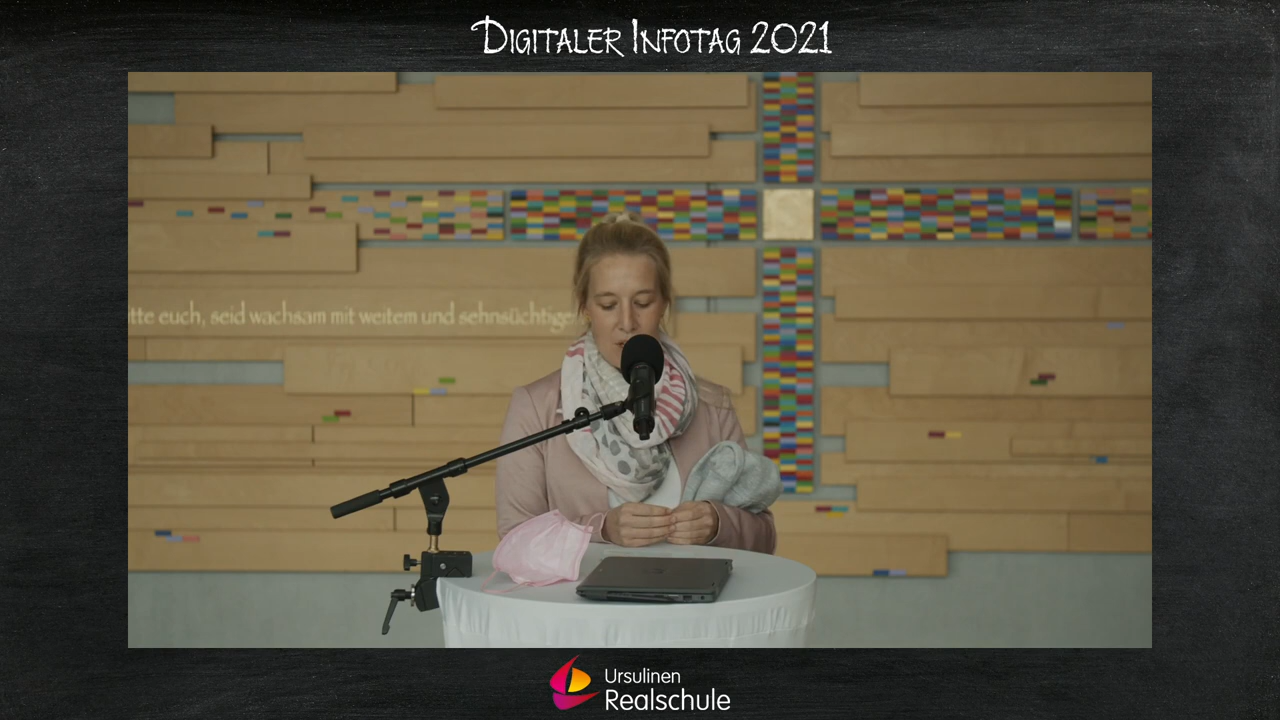 Digitaler Infotag 2021
tte euch, seid wachsam mit weitem und sehnsüchtige
Ursulinen
Realschule